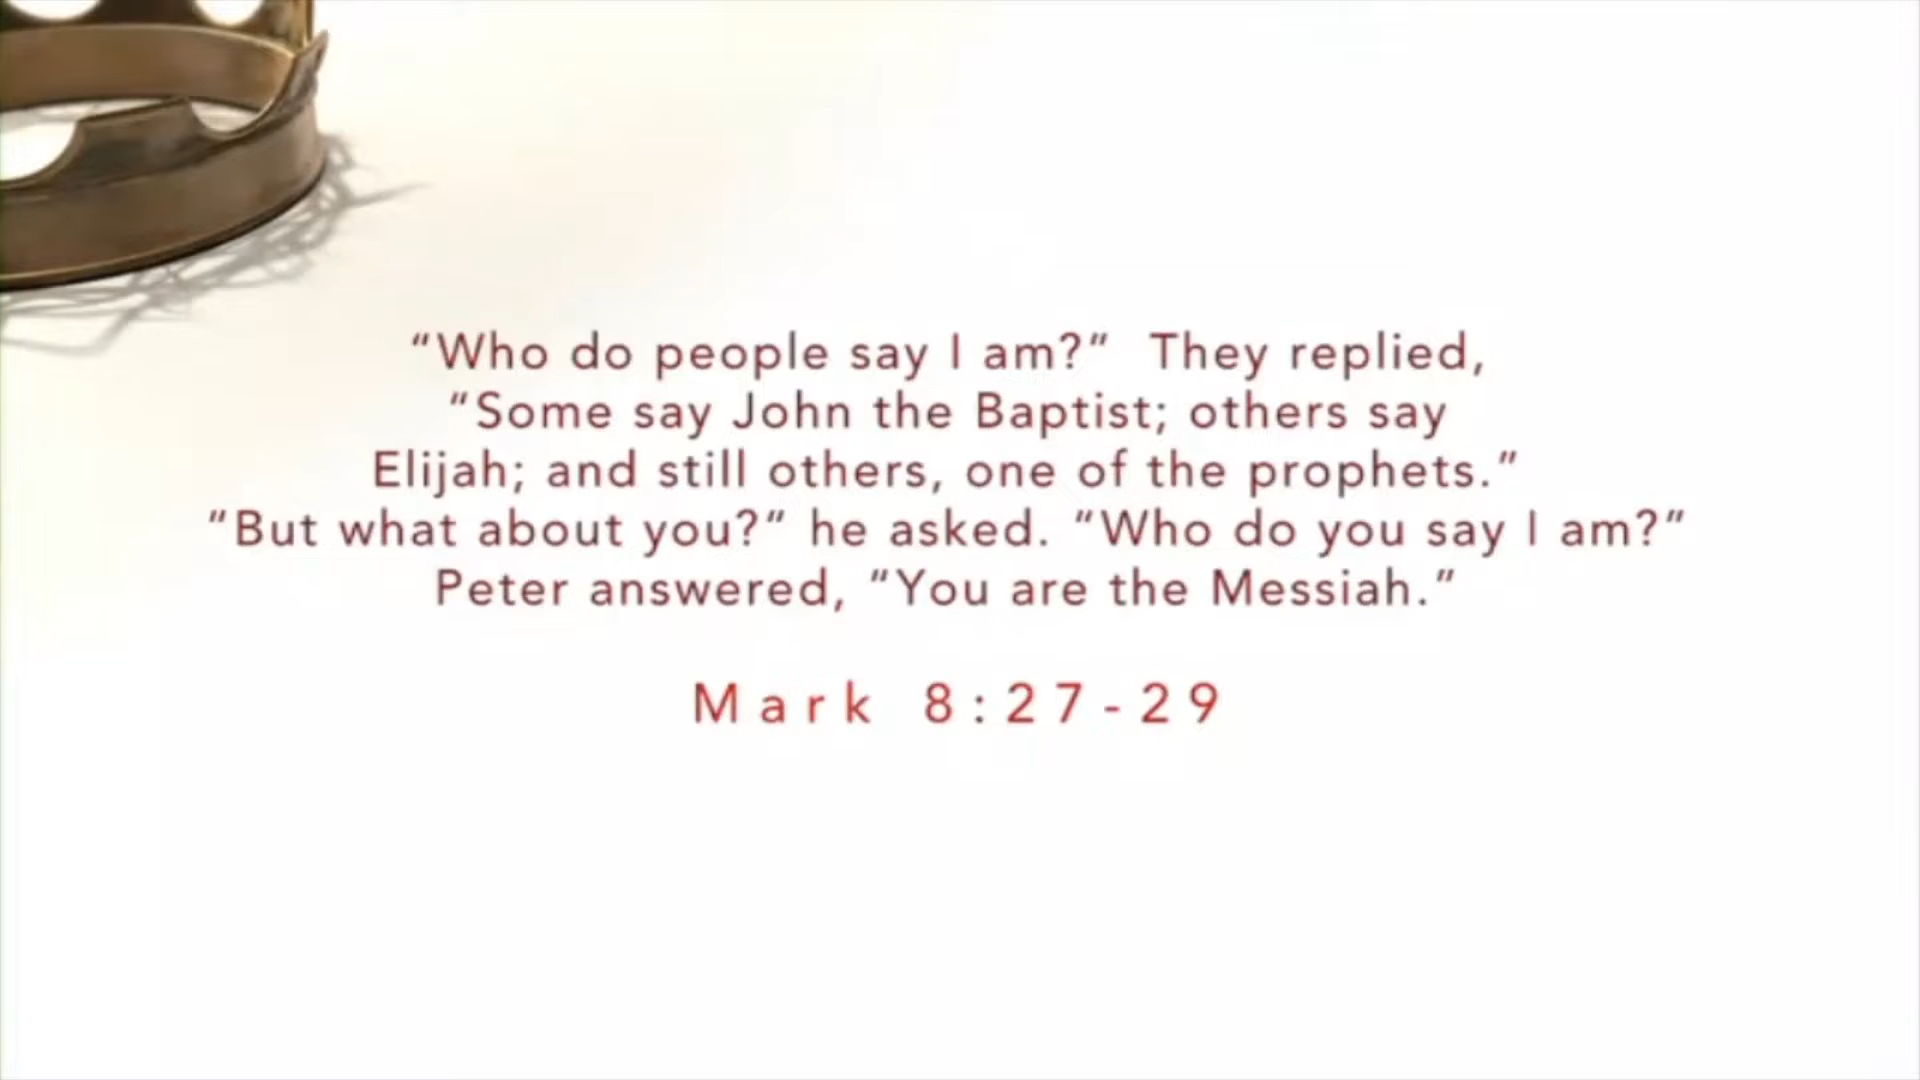 “Who do people say I am?”  They replied,
“Some say John the Baptist; others say
Elijah; and still others, one of the prophets.”
“But what about you?” he asked. “Who do you say I am?”
Peter answered, “You are the Messiah.”
Mark 8:27-29